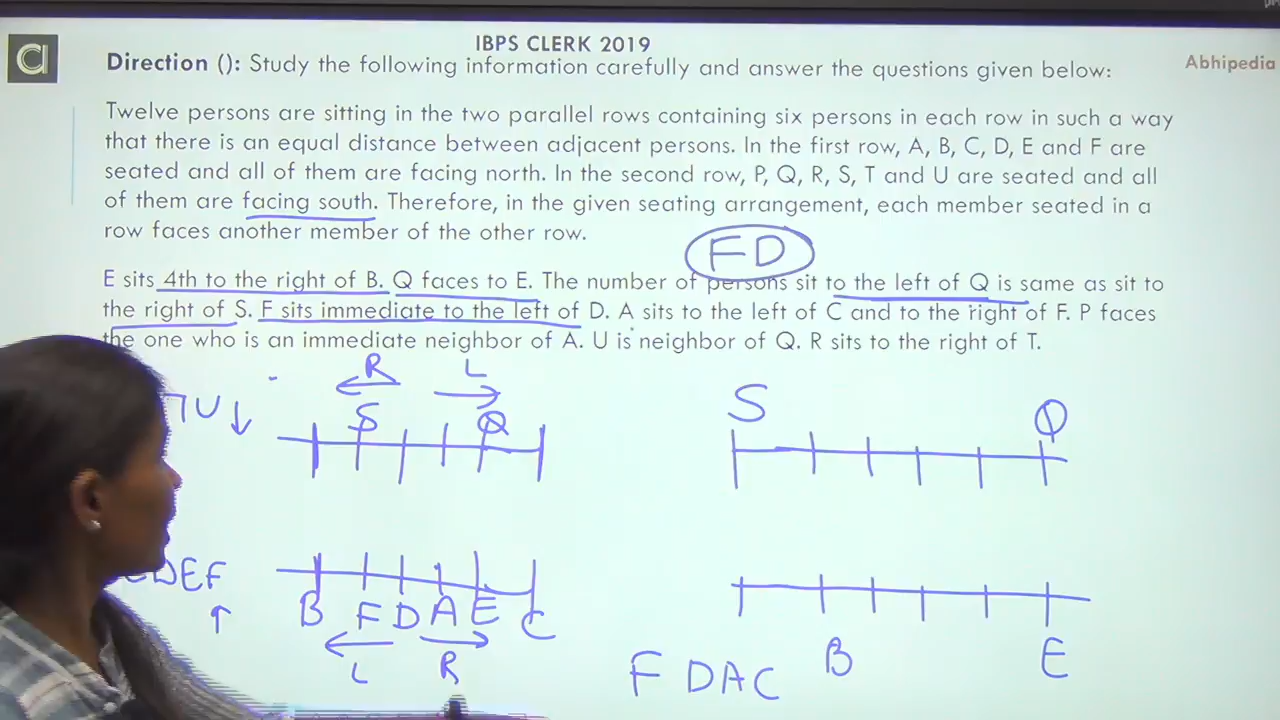 IBPS CLERK 2019
Abhipedia
Direction (): Study the following information carefully and answer the questions given below:
Twelve persons are sitting in the two parallel rows containing six persons in each row in such a way
that there is an equal distance between adjacent persons. In the first row, A, B, C, D, E and F are
seated and all of them are facing north. In the second row, P, Q, R, S, T and U are seated and all
of them are facing south. Therefore, in the given seating arrangement, each member seated in a
row faces another member of the other row.
FD
E sits 4th to the right of B. Q faces to E. The number of persons sit to the left of Q is same as sit to
the right of S. F sits immediate to the left of D. A sits to the left of C and to the right of F. P faces
the one who is an immediate neighbor of A. U is neighbor of Q. R sits to the right of T.
R L
U S Q S Q
DEF
B F D A E C
L R
B E
F DAC